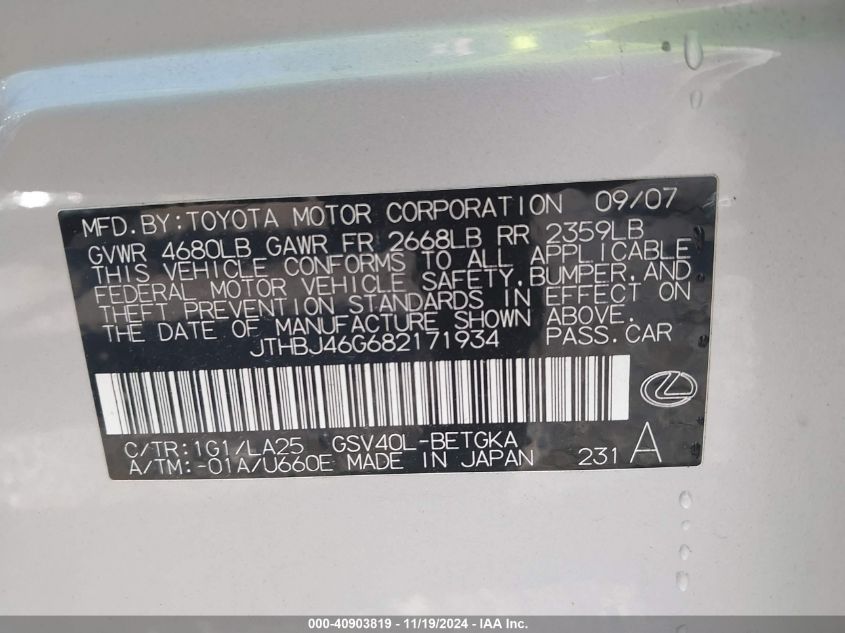 MFD.BY:TOYOTA MOTOR CORPORATION 09/07
GVWR 4680LB GAWR FR 2668LB RR 2359LB
THIS VEHICLE CONFORMS TO ALL APPLICABLE
FEDERAL MOTOR VEHICLE SAFETY,BUMPER,AND
THEFT PREVENTION STANDARDS IN EFFECT ON
THE DATE OF MANUFACTURE SHOWN ABOVE.
JTHBJ46G682171934 PASS.CAR
C/TR:1G1/LA25 GSV40L-BETGKA
A/TM:-01A/U660E MADE IN JAPAN 231 A
000-40903819 - 11/19/2024 - IAA Inc.